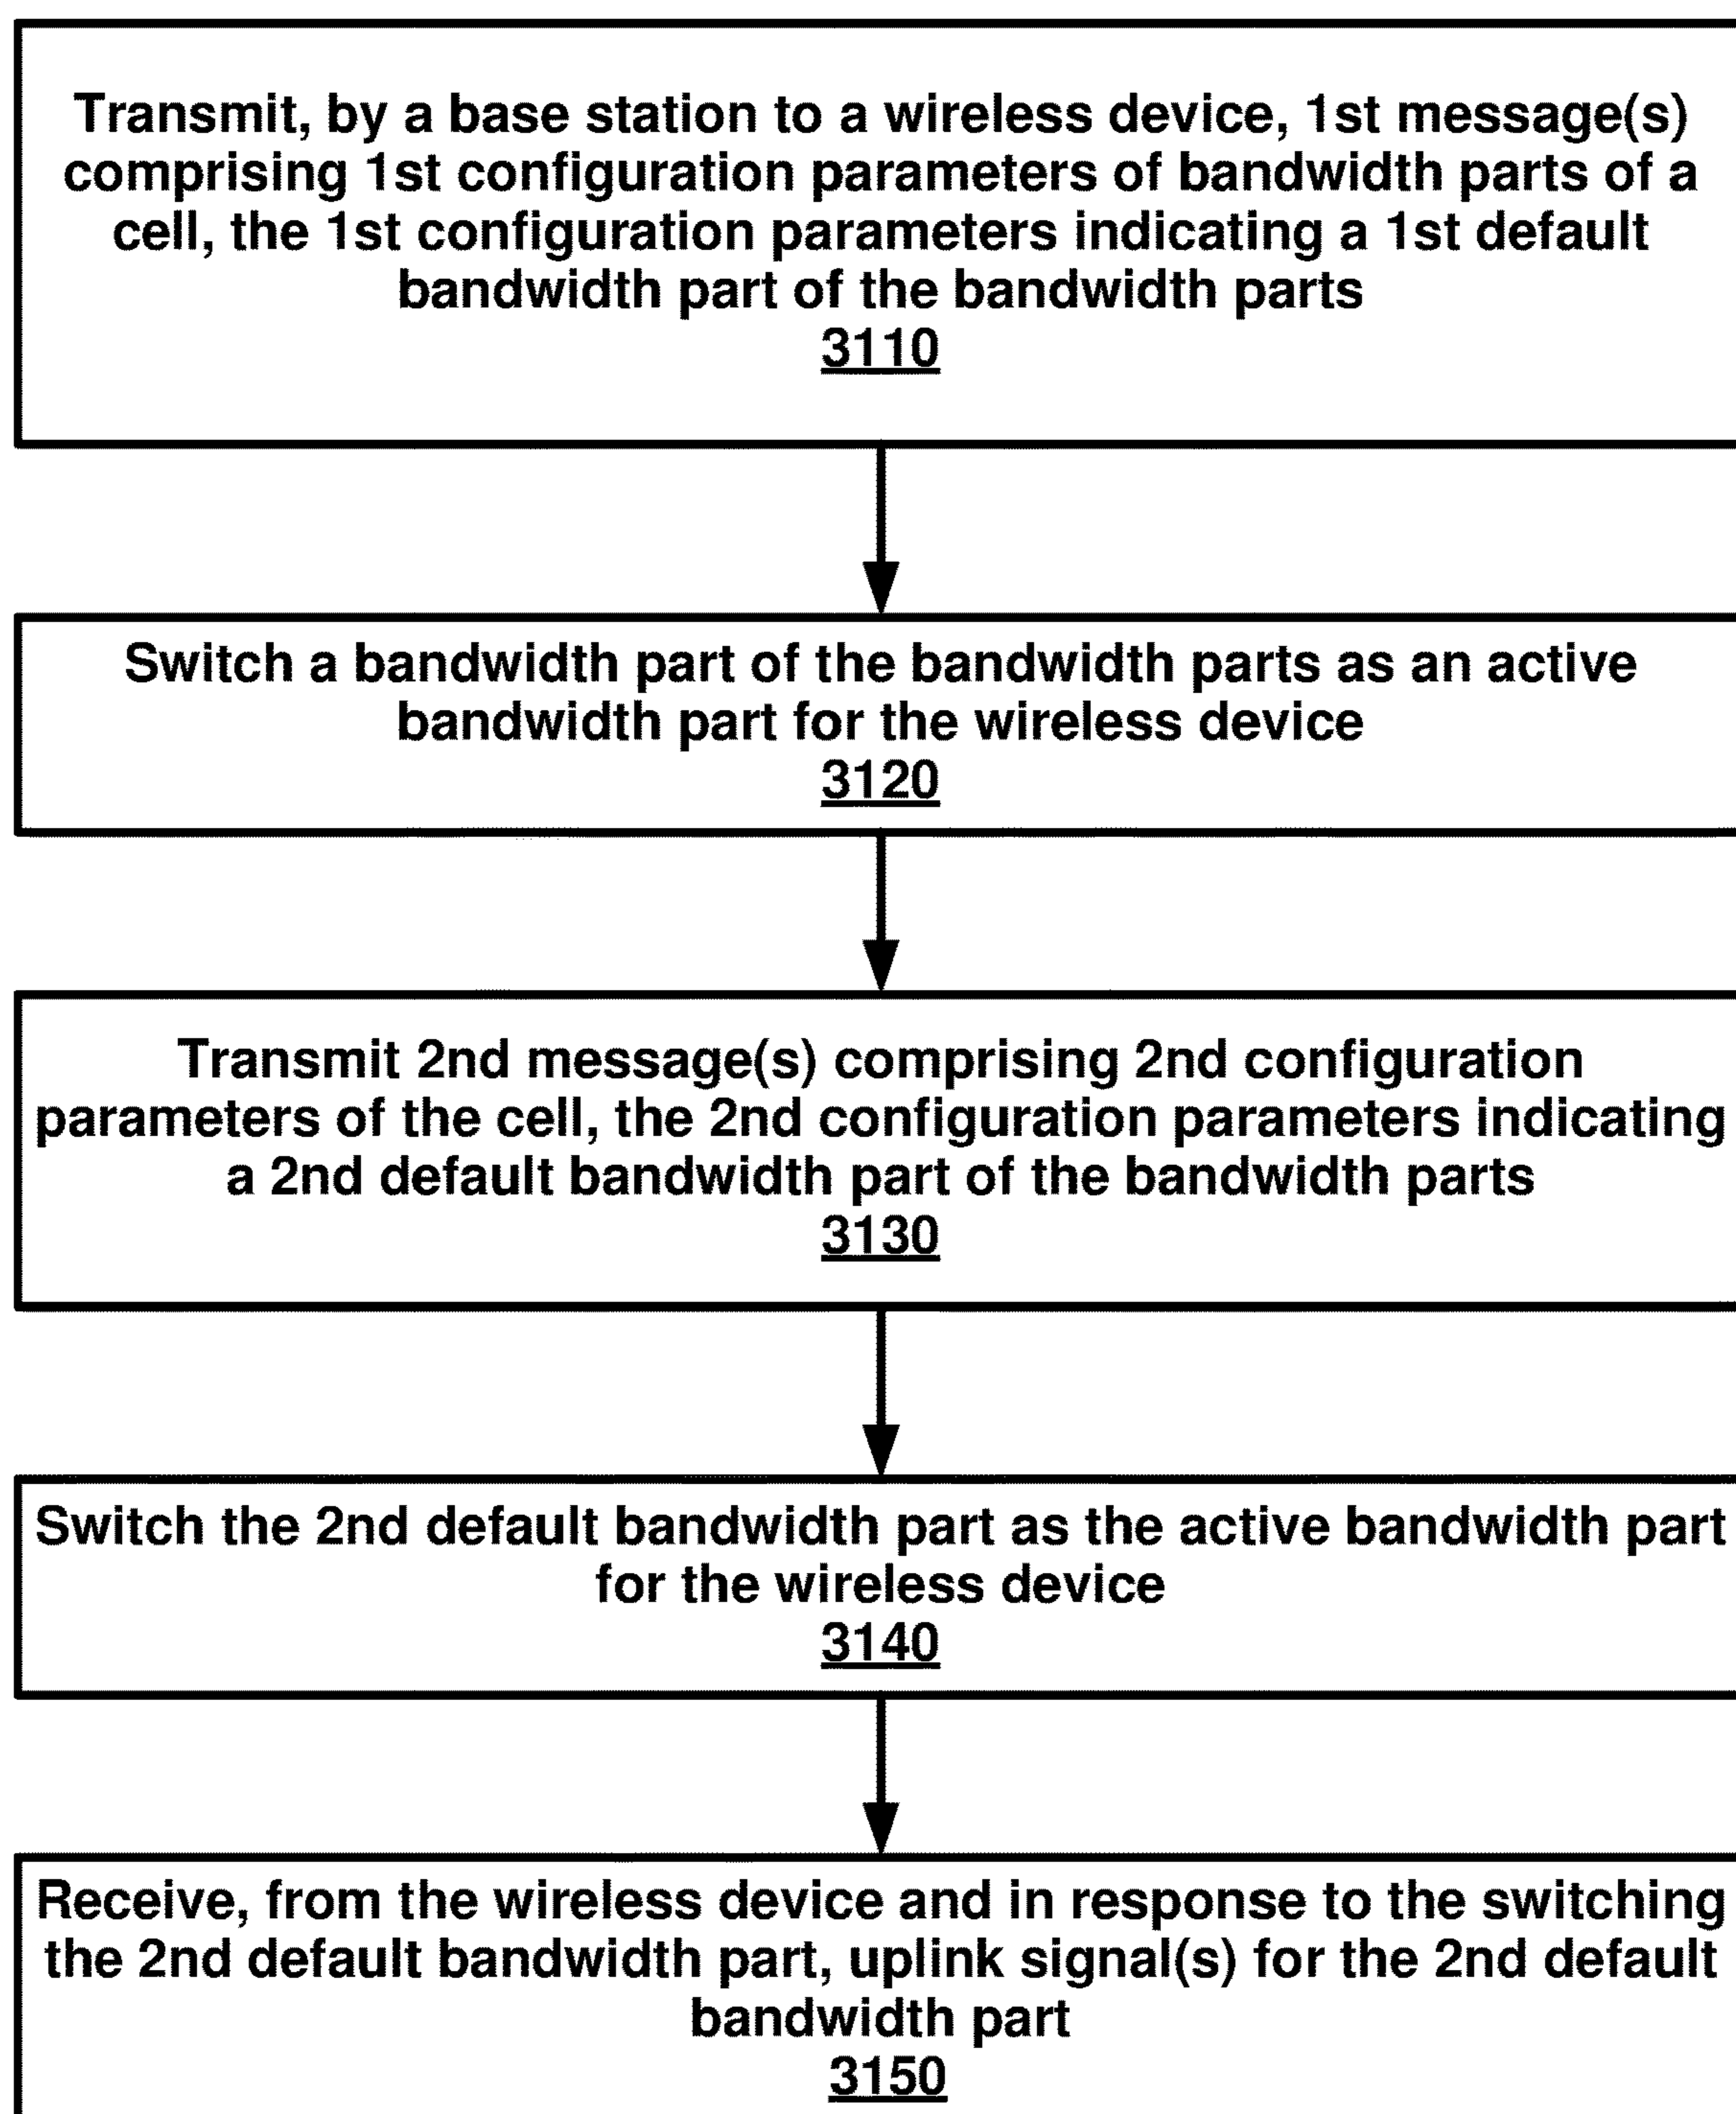 Transmit, by a base station to a wireless device, 1st message(s)
comprising 1st configuration parameters of bandwidth parts of a
cell, the 1st configuration parameters indicating a 1st default
bandwidth part of the bandwidth parts
3110
Switch a bandwidth part of the bandwidth parts as an active
bandwidth part for the wireless device
3120
Transmit 2nd message(s) comprising 2nd configuration
parameters of the cell, the 2nd configuration parameters indicating
a 2nd default bandwidth part of the bandwidth parts
3130
Switch the 2nd default bandwidth part as the active bandwidth part
for the wireless device
3140
Receive, from the wireless device and in response to the switching
the 2nd default bandwidth part, uplink signal(s) for the 2nd default
bandwidth part
3150